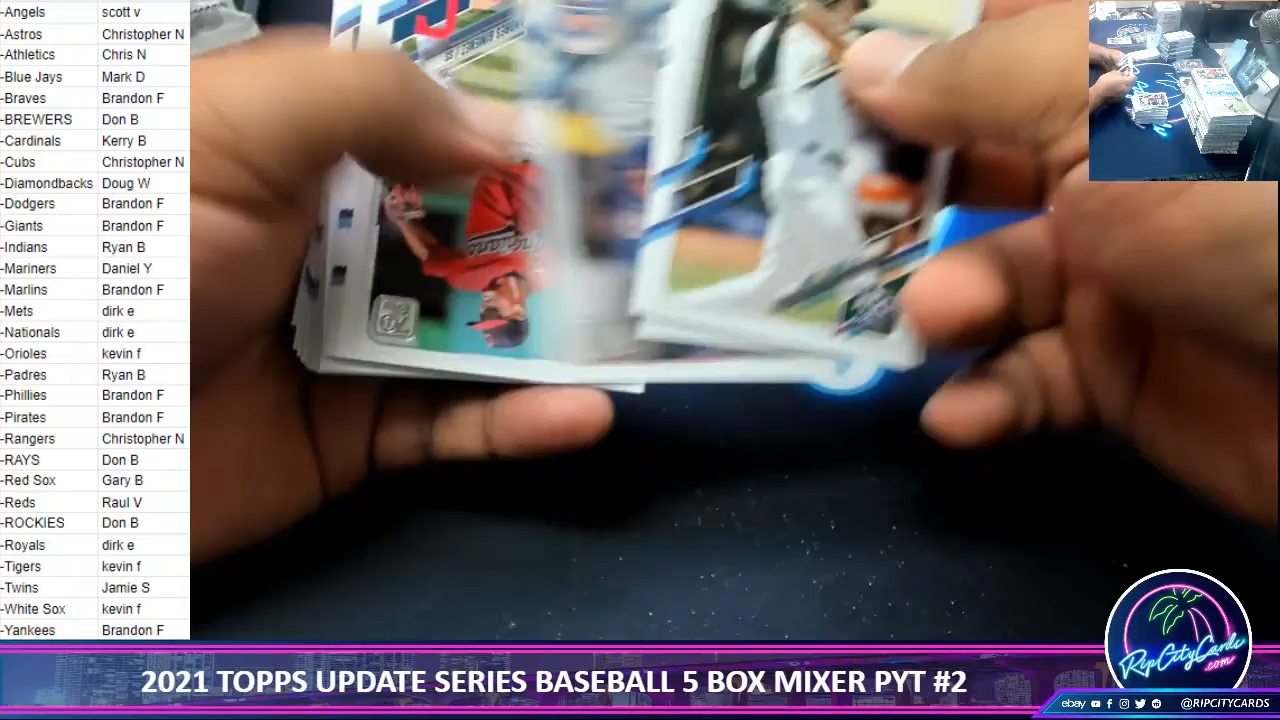 -Angels scott v
-Astros Christopher N
-Athletics Chris N
-Blue Jays Mark D
-Braves Brandon F
-BREWERS Don B
-Cardinals Kerry B
-Cubs Christopher N
-Diamondbacks Doug W
-Dodgers Brandon F
-Giants Brandon F
-Indians Ryan B
-Mariners Daniel Y
-Marlins Brandon F
-Mets dirk e
-Nationals dirk e
-Orioles kevin f
-Padres Ryan B
-Phillies Brandon F
-Pirates Brandon F
-Rangers Christopher N
-RAYS Don B
-Red Sox Gary B
-Reds Raul V
-ROCKIES Don B
-Royals dirk e
-Tigers kevin f
-Twins Jamie S
-White Sox kevin f
-Yankees Brandon F
2021 TOPPS UPDATE SERIES BASEBALL 5 BOX MIXER PYT #2
RipCityCards
.com
ebay @RIPCITYCARDS